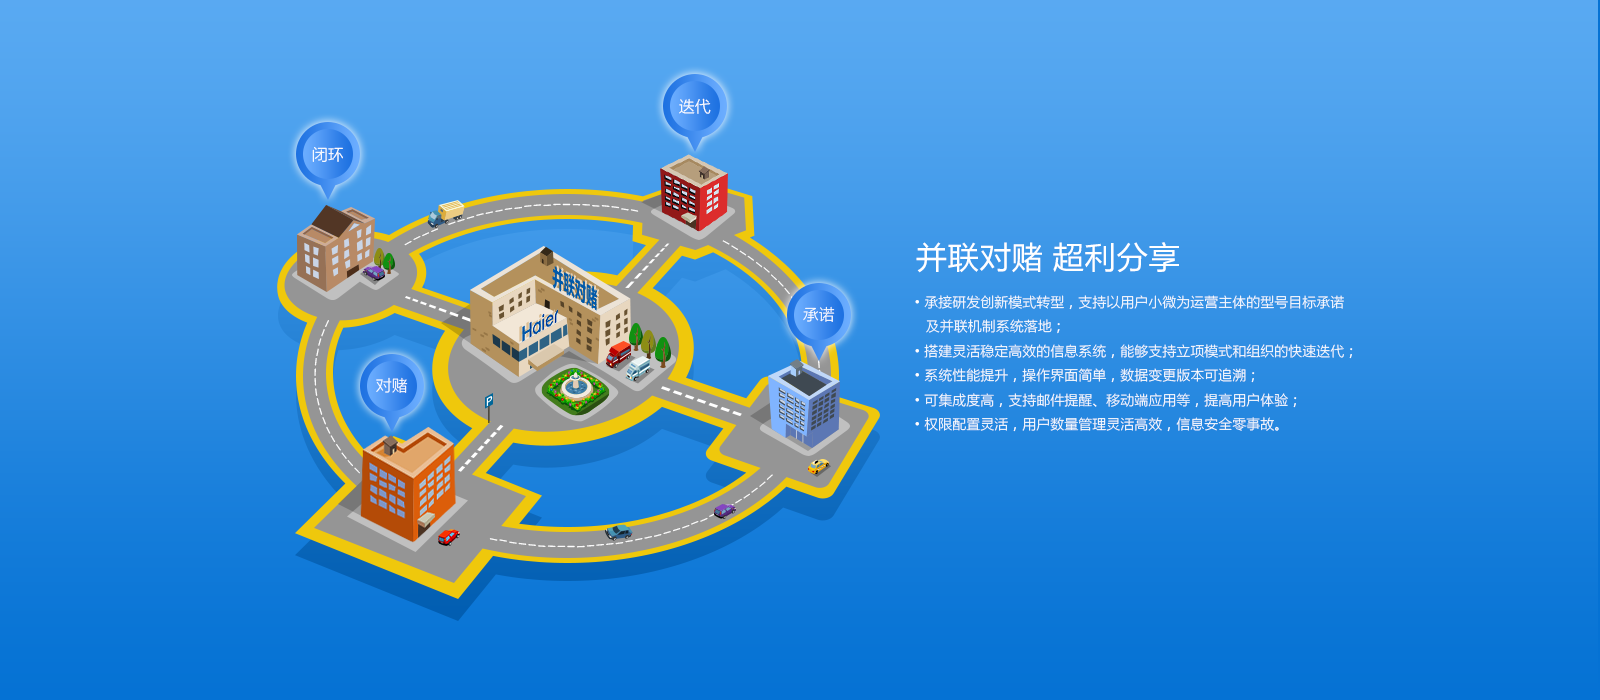 迭代
闭环
并联对赌
Haier
承诺
对赌
P
并联对赌 超利分享
• 承接研发创新模式转型，支持以用户小微为运营主体的型号目标承诺
及并联机制系统落地；
• 搭建灵活稳定高效的信息系统，能够支持立项模式和组织的快速迭代；
• 系统性能提升，操作界面简单，数据变更版本可追溯；
• 可集成度高，支持邮件提醒、移动端应用等，提高用户体验；
• 权限配置灵活，用户数量管理灵活高效，信息安全零事故。